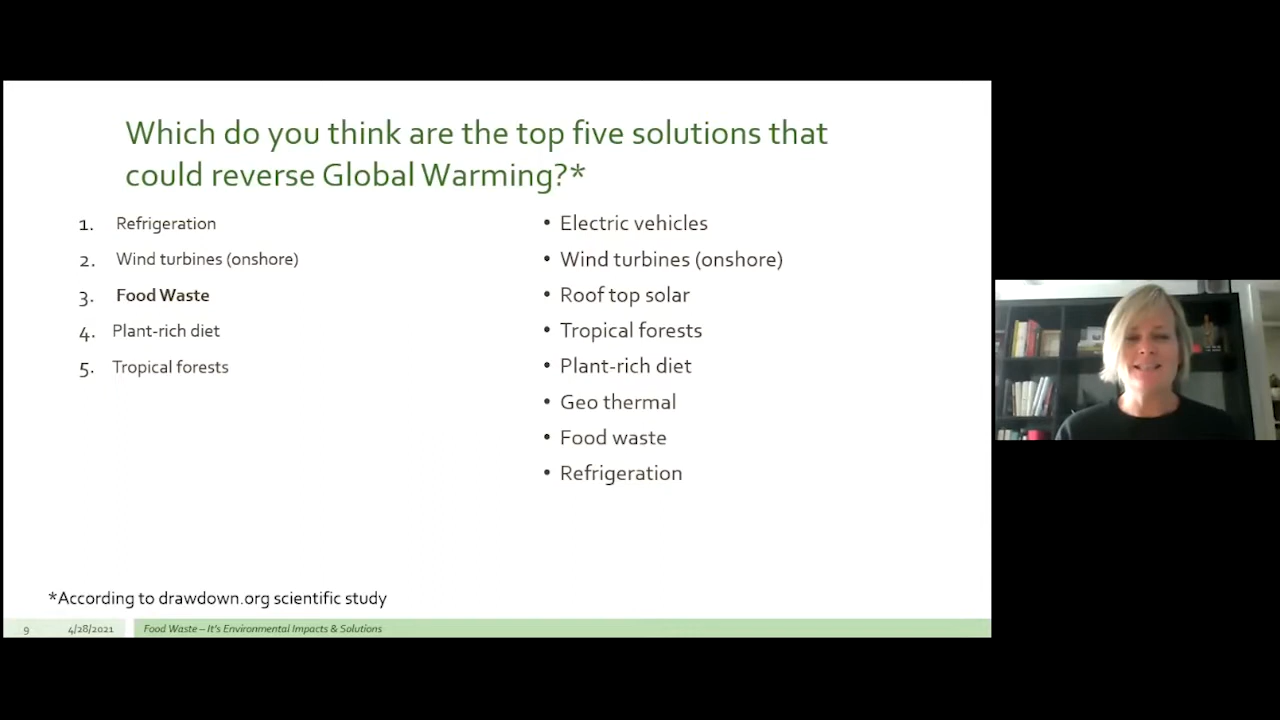 Which do you think are the top five solutions that
could reverse Global Warming?*
1. Refrigeration
2. Wind turbines (onshore)
3. Food Waste
4. Plant-rich diet
5. Tropical forests
• Electric vehicles
• Wind turbines (onshore)
• Roof top solar
• Tropical forests
• Plant-rich diet
• Geo thermal
• Food waste
• Refrigeration
*According to drawdown.org scientific study
9 4/28/2021 Food Waste – It's Environmental Impacts & Solutions